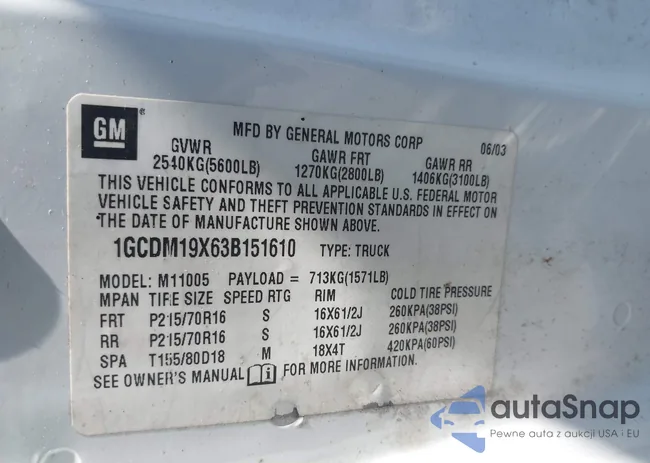 GM
MFD BY GENERAL MOTORS CORP 06/03
GVWR GAWR FRT GAWR RR
2540KG(5600LB) 1270KG(2800LB) 1406KG(3100LB)
THIS VEHICLE CONFORMS TO ALL APPLICABLE U.S. FEDERAL MOTOR
VEHICLE SAFETY AND THEFT PREVENTION STANDARDS IN EFFECT ON
THE DATE OF MANUFACTURE SHOWN ABOVE.
1GCDM19X63B151610 TYPE: TRUCK
MODEL: M11005 PAYLOAD = 713KG(1571LB)
MPAN TIRE SIZE SPEED RTG RIM COLD TIRE PRESSURE
FRT P215/70R16 S 16X61/2J 260KPA(38PSI)
RR P215/70R16 S 16X61/2J 260KPA(38PSI)
SPA T155/80D18 M 18X4T 420KPA(60PSI)
SEE OWNER'S MANUAL FOR MORE INFORMATION.
autaSnap
Pewne auta z aukcji USA i EU